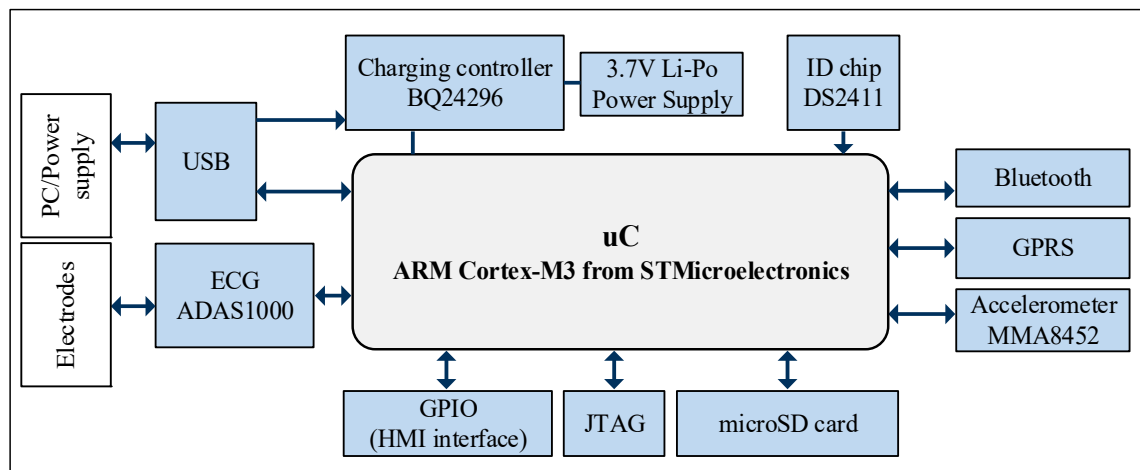 Charging controller
BQ24296
3.7V Li-Po
Power Supply
ID chip
DS2411
PC/Power
supply
USB
Bluetooth
uC
ARM Cortex-M3 from STMicroelectronics
GPRS
Electrodes
ECG
ADAS1000
Accelerometer
MMA8452
GPIO
(HMI interface)
JTAG
microSD card